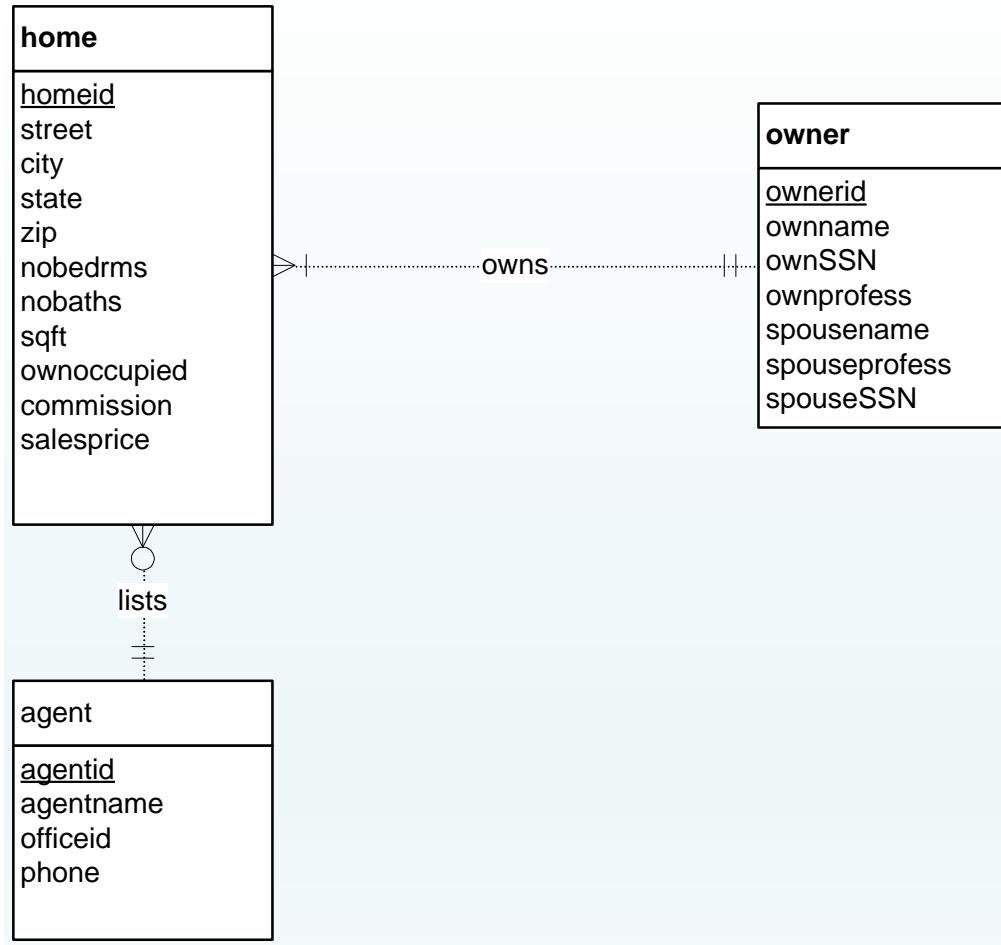 home
homeid
street
city
state
zip
nobedrms
nobaths
sqft
ownoccupied
commission
salesprice
owns
owner
ownerid
ownname
ownSSN
ownprofess
spousename
spouseprofess
spouseSSN
lists
agent
agentid
agentname
officeid
phone